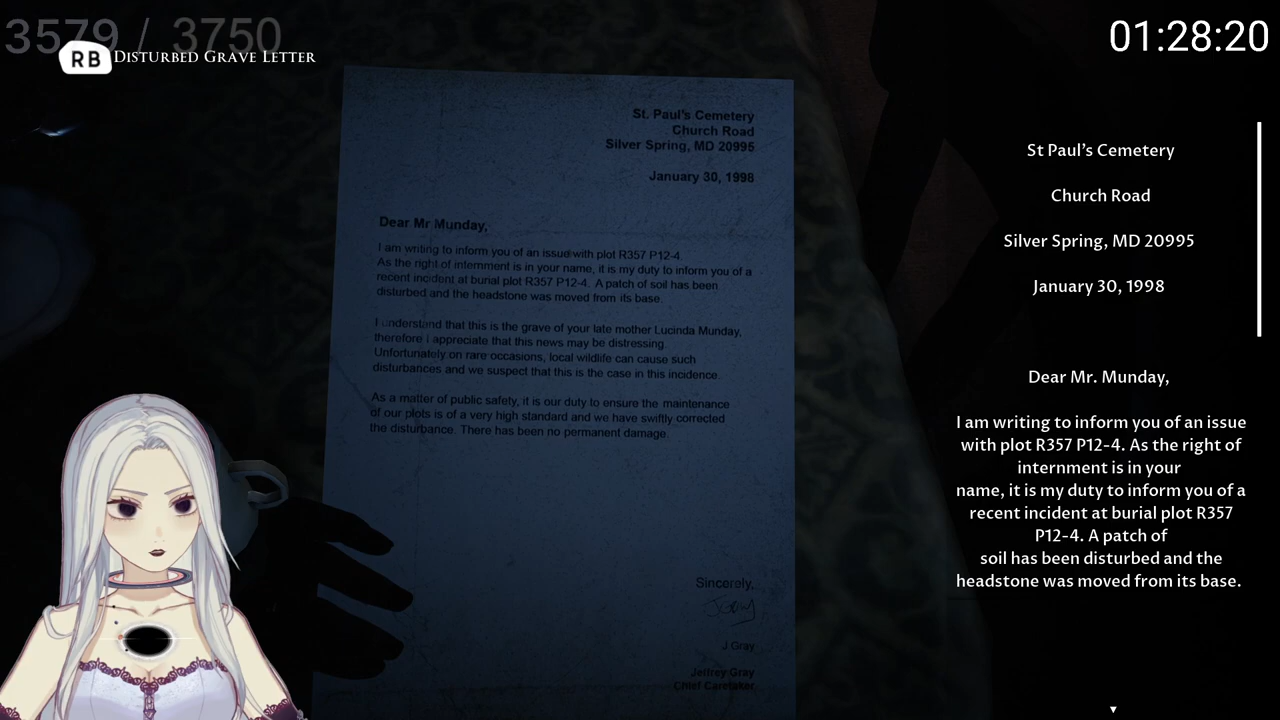 3579 / 3750
RB DISTURBED GRAVE LETTER
01:28:20
St. Paul's Cemetery
Church Road
Silver Spring, MD 20995
January 30, 1998
Dear Mr Munday,
I am writing to inform you of an issue with plot R357 P12-4.
As the right of internment is in your name, it is my duty to inform you of a
recent incident at burial plot R357 P12-4. A patch of soil has been
disturbed and the headstone was moved from its base.
I understand that this is the grave of your late mother Lucinda Munday,
therefore I appreciate that this news may be distressing.
Unfortunately on rare occasions, local wildlife can cause such
disturbances and we suspect that this is the case in this incidence.
As a matter of public safety, it is our duty to ensure the maintenance
of our plots is of a very high standard and we have swiftly corrected
the disturbance. There has been no permanent damage.
Sincerely,
J Gray
Jeffrey Gray
Chief Caretaker
St Paul's Cemetery
Church Road
Silver Spring, MD 20995
January 30, 1998
Dear Mr. Munday,
I am writing to inform you of an issue
with plot R357 P12-4. As the right of
internment is in your
name, it is my duty to inform you of a
recent incident at burial plot R357
P12-4. A patch of
soil has been disturbed and the
headstone was moved from its base.